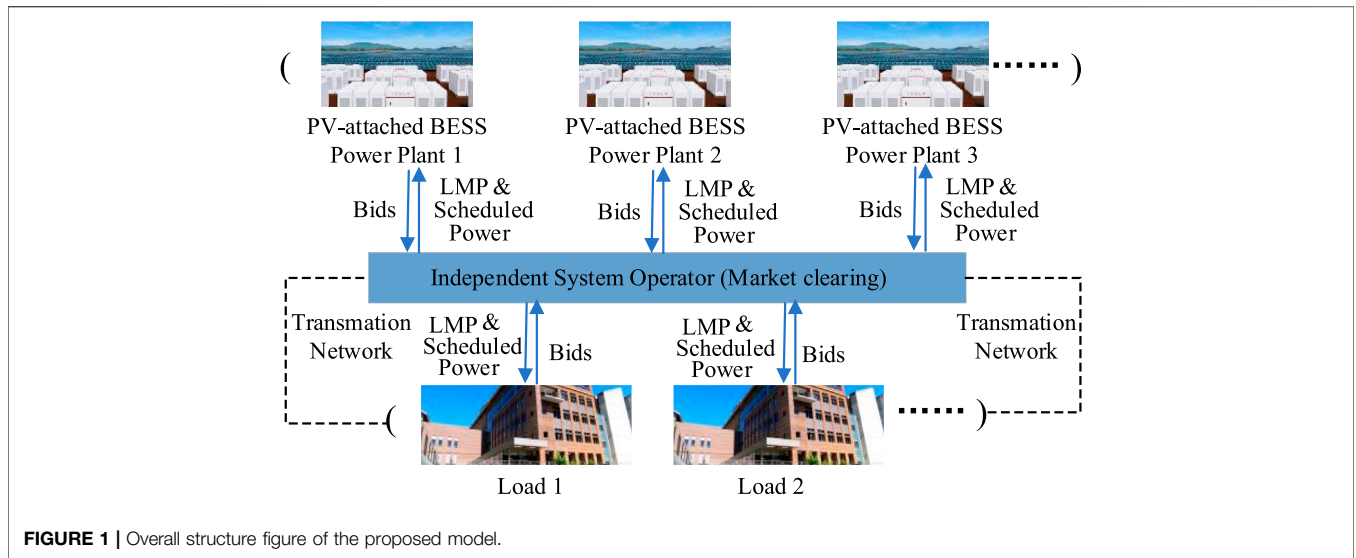 ( ...... )
PV-attached BESS
Power Plant 1
PV-attached BESS
Power Plant 2
PV-attached BESS
Power Plant 3
Bids
LMP &
Scheduled
Power
Bids
LMP &
Scheduled
Power
Bids
LMP &
Scheduled
Power
Independent System Operator (Market clearing)
Transmation
Network
LMP &
Scheduled
Power
Bids
LMP &
Scheduled
Power
Bids
Transmation
Network
( ...... )
Load 1
Load 2
FIGURE 1 | Overall structure figure of the proposed model.